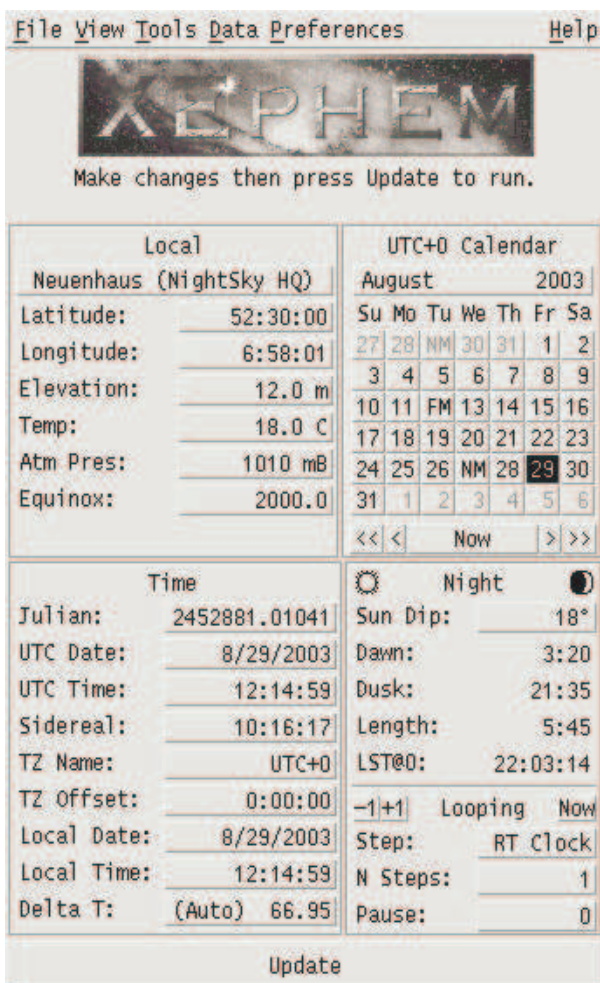 File View Tools Data Preferences Help
XEPHEM
Make changes then press Update to run.
Local
Neuenhaus (NightSky HQ)
Latitude: 52:30:00
Longitude: 6:58:01
Elevation: 12.0 m
Temp: 18.0 C
Atm Pres: 1010 mB
Equinox: 2000.0
UTC+0 Calendar
August 2003
Su Mo Tu We Th Fr Sa
27 28 NM 30 31 1 2
3 4 5 6 7 8 9
10 11 FM 13 14 15 16
17 18 19 20 21 22 23
24 25 26 NM 28 29 30
31 1 2 3 4 5 6
<< < Now > >>
Time
Julian: 2452881.01041
UTC Date: 8/29/2003
UTC Time: 12:14:59
Sidereal: 10:16:17
TZ Name: UTC+0
TZ Offset: 0:00:00
Local Date: 8/29/2003
Local Time: 12:14:59
Delta T: (Auto) 66.95
Night
Sun Dip: 18°
Dawn: 3:20
Dusk: 21:35
Length: 5:45
LST@0: 22:03:14
-1 +1 Looping Now
Step: RT Clock
N Steps: 1
Pause: 0
Update